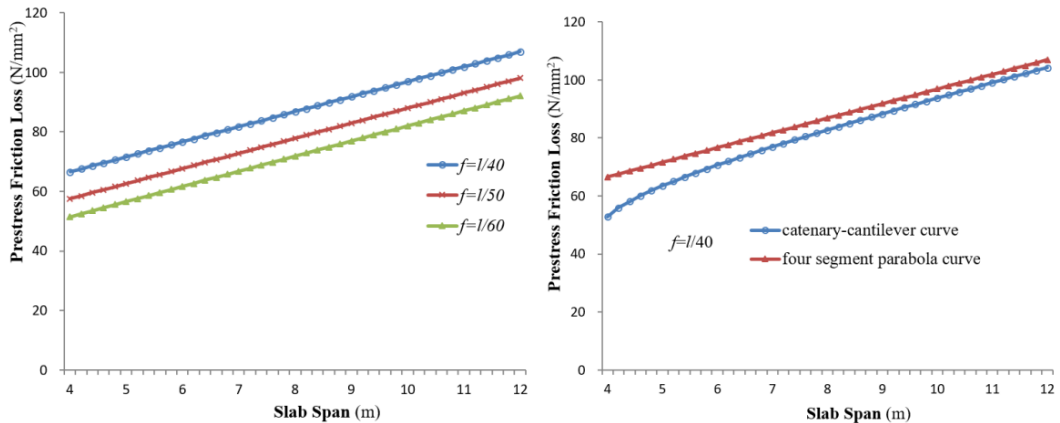 Prestress Friction Loss (N/mm²)
120
100
80
60
40
20
0
f=l/40
f=l/50
f=l/60
4 5 6 7 8 9 10 11 12
Slab Span (m)
Prestress Friction Loss (N/mm²)
120
100
80
60
40
20
0
f=l/40
catenary-cantilever curve
four segment parabola curve
4 5 6 7 8 9 10 11 12
Slab Span (m)